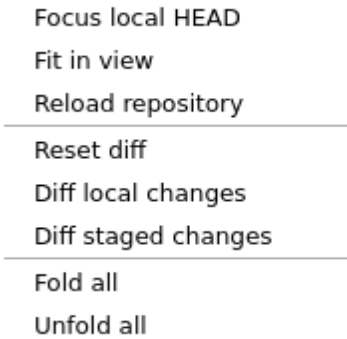 Focus local HEAD
Fit in view
Reload repository
Reset diff
Diff local changes
Diff staged changes
Fold all
Unfold all